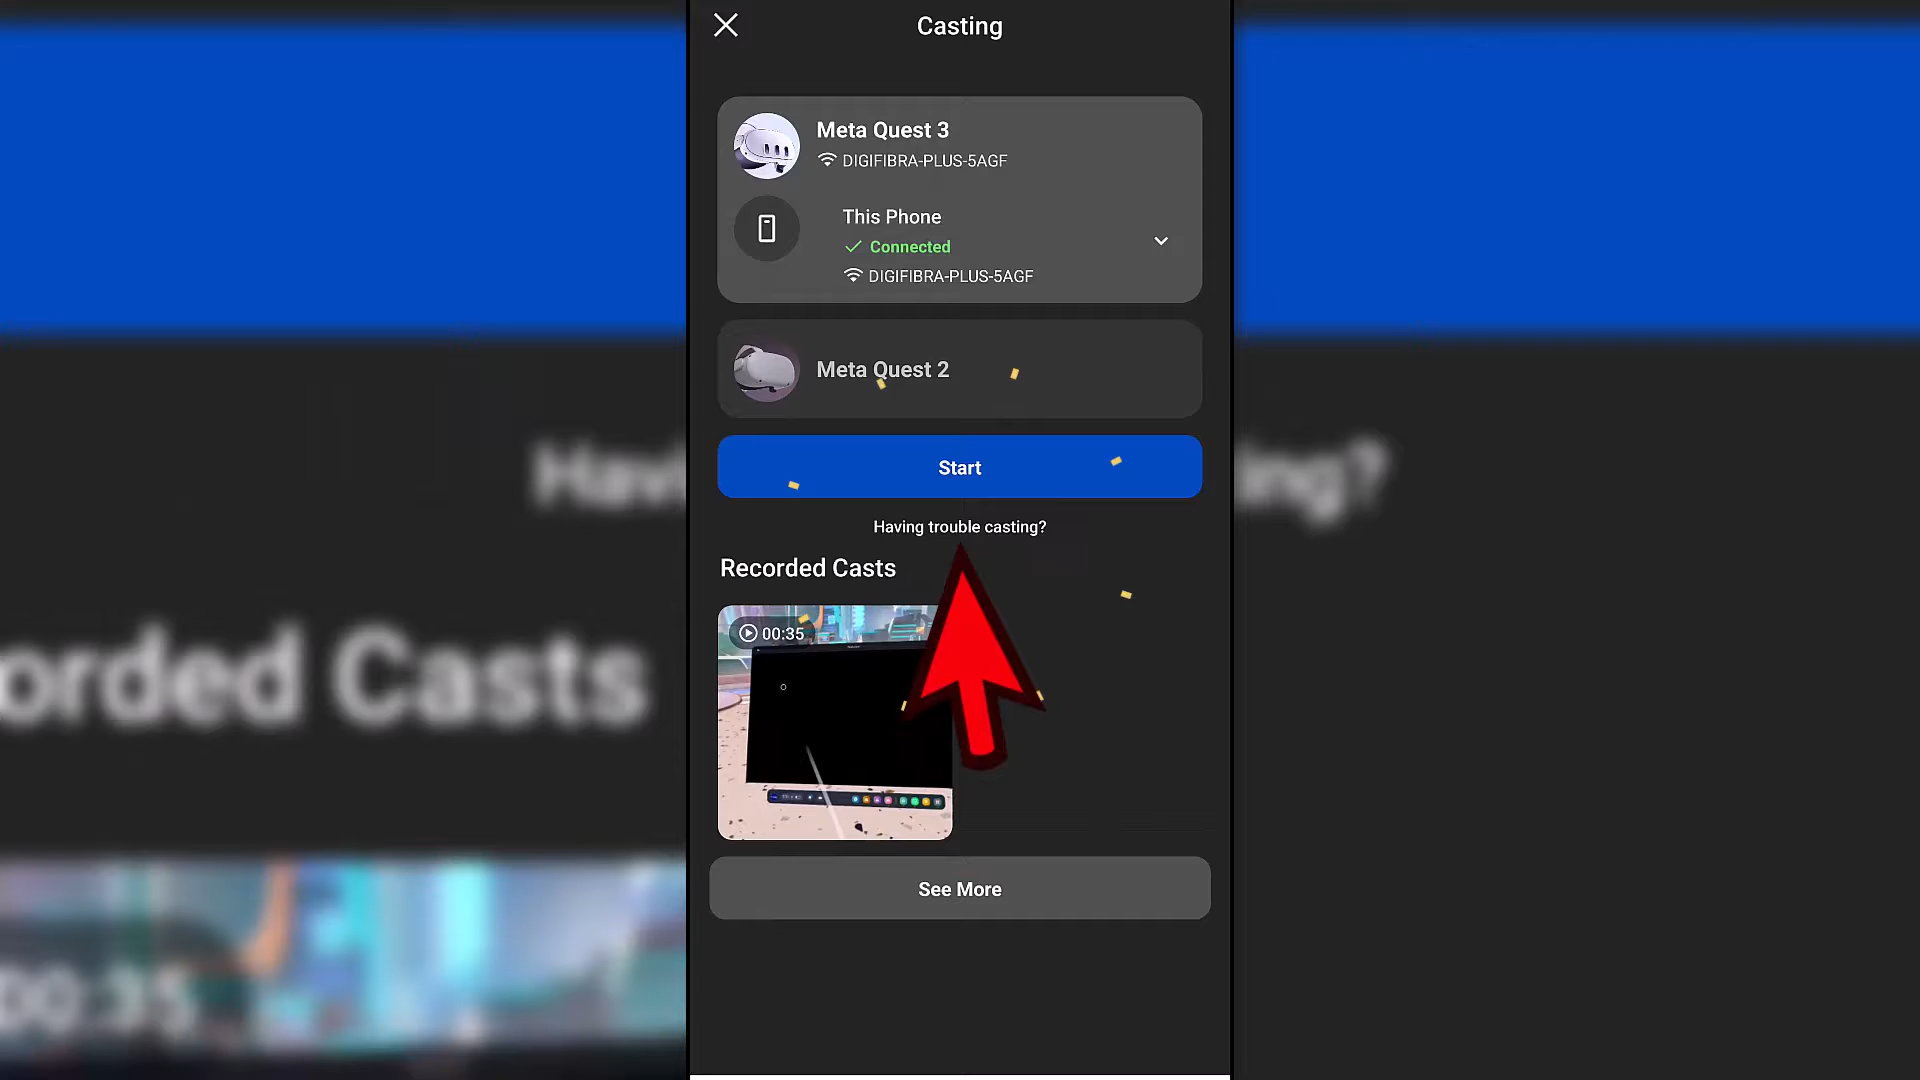 Casting
Meta Quest 3
DIGIFIBRA-PLUS-5AGF
This Phone
Connected
DIGIFIBRA-PLUS-5AGF
Meta Quest 2
Start
Having trouble casting?
Recorded Casts
00:35
See More